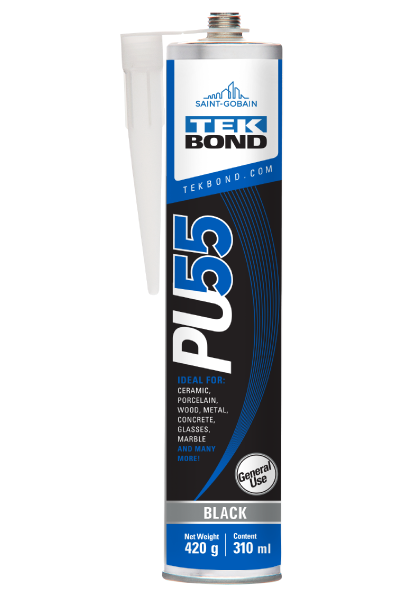 SAINT-GOBAIN
TEK
BOND
TEKBOND.COM
PU55
IDEAL FOR:
CERAMIC,
PORCELAIN,
WOOD, METAL,
CONCRETE,
GLASSES,
MARBLE
AND MANY
MORE!
General
Use
BLACK
Net Weight
420 g
Content
310 ml